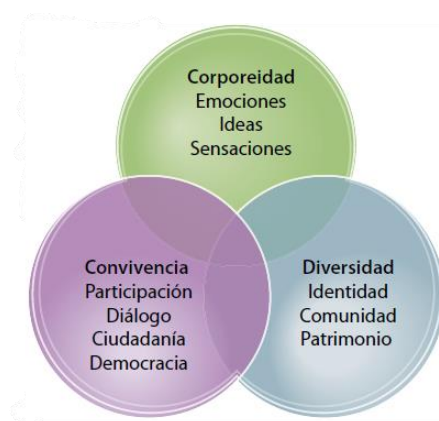 Corporeidad
Emociones
Ideas
Sensaciones
Convivencia
Participación
Diálogo
Ciudadanía
Democracia
Diversidad
Identidad
Comunidad
Patrimonio